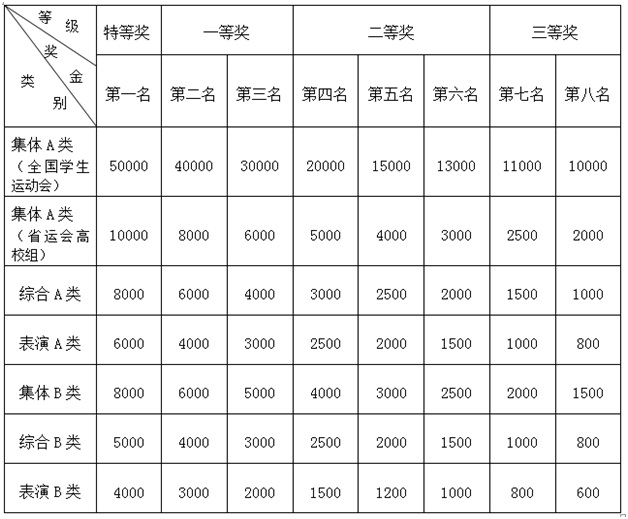 等级
奖金
类别
特等奖 一等奖 二等奖 三等奖
第一名 第二名 第三名 第四名 第五名 第六名 第七名 第八名
集体A类
（全国学生
运动会）
50000 40000 30000 20000 15000 13000 11000 10000
集体A类
（省运会高
校组）
10000 8000 6000 5000 4000 3000 2500 2000
综合A类 8000 6000 4000 3000 2500 2000 1500 1000
表演A类 6000 4000 3000 2500 2000 1500 1000 800
集体B类 8000 6000 5000 4000 3000 2500 2000 1500
综合B类 5000 4000 3000 2500 2000 1500 1000 800
表演B类 4000 3000 2000 1500 1200 1000 800 600